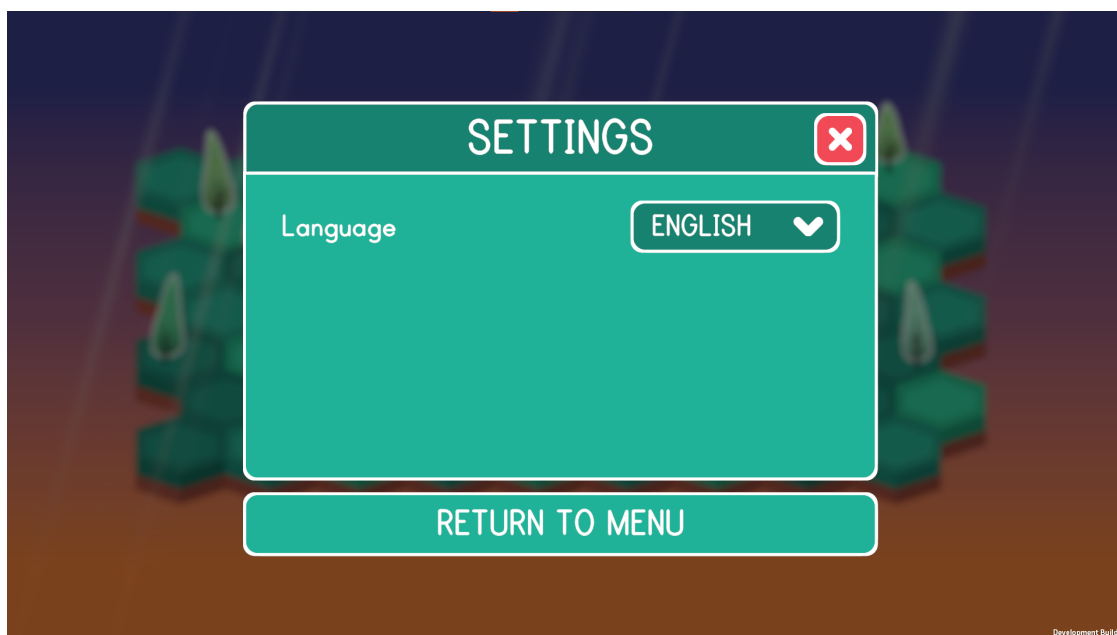 SETTINGS
Language
ENGLISH
RETURN TO MENU
Development Build